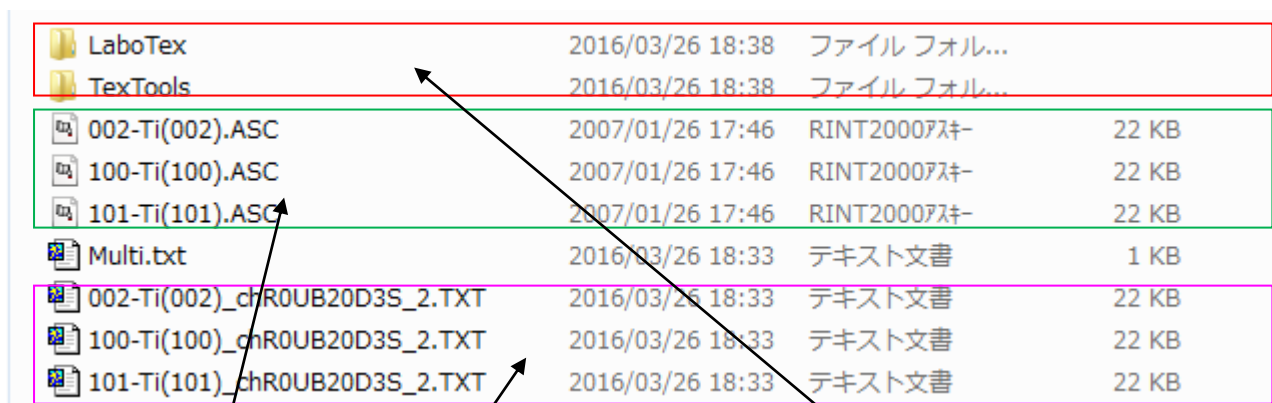 LaboTex 2016/03/26 18:38 ファイル フォル...
TexTools 2016/03/26 18:38 ファイル フォル...
002-Ti(002).ASC 2007/01/26 17:46 RINT2000ｱｽｷｰ 22 KB
100-Ti(100).ASC 2007/01/26 17:46 RINT2000ｱｽｷｰ 22 KB
101-Ti(101).ASC 2007/01/26 17:46 RINT2000ｱｽｷｰ 22 KB
Multi.txt 2016/03/26 18:33 テキスト文書 1 KB
002-Ti(002)_chR0UB20D3S_2.TXT 2016/03/26 18:33 テキスト文書 22 KB
100-Ti(100)_chR0UB20D3S_2.TXT 2016/03/26 18:33 テキスト文書 22 KB
101-Ti(101)_chR0UB20D3S_2.TXT 2016/03/26 18:33 テキスト文書 22 KB